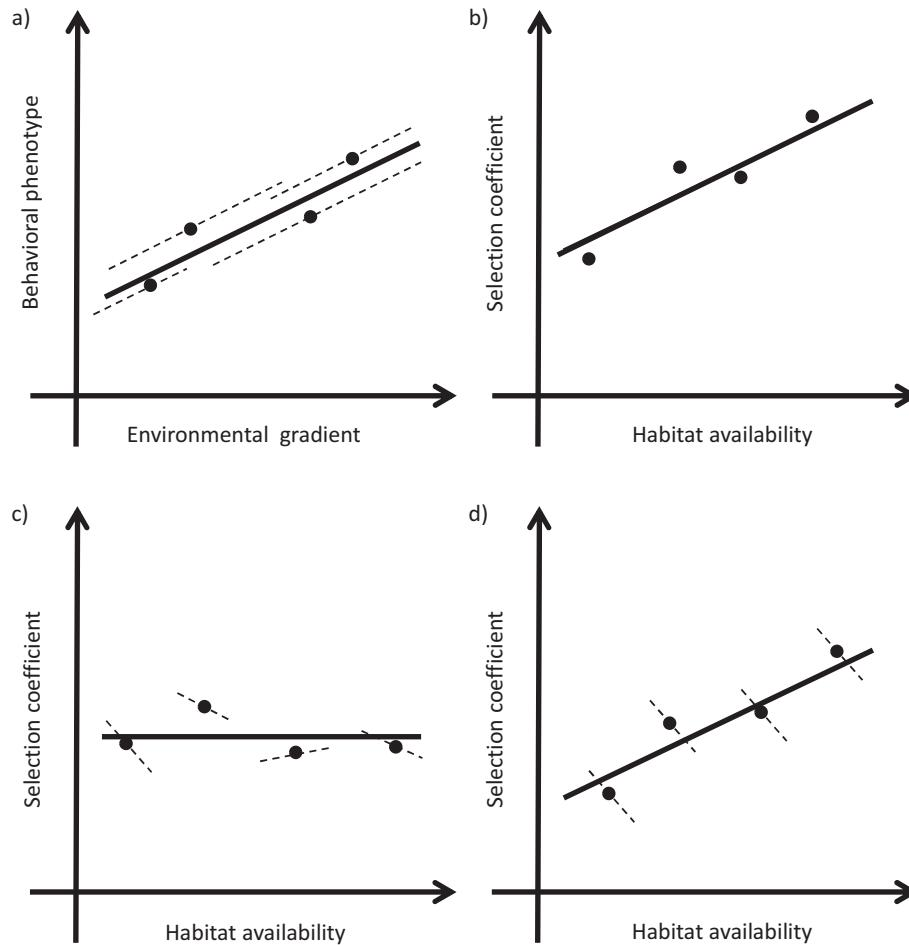 a)
Behavioral phenotype
Environmental gradient
b)
Selection coefficient
Habitat availability
c)
Selection coefficient
Habitat availability
d)
Selection coefficient
Habitat availability